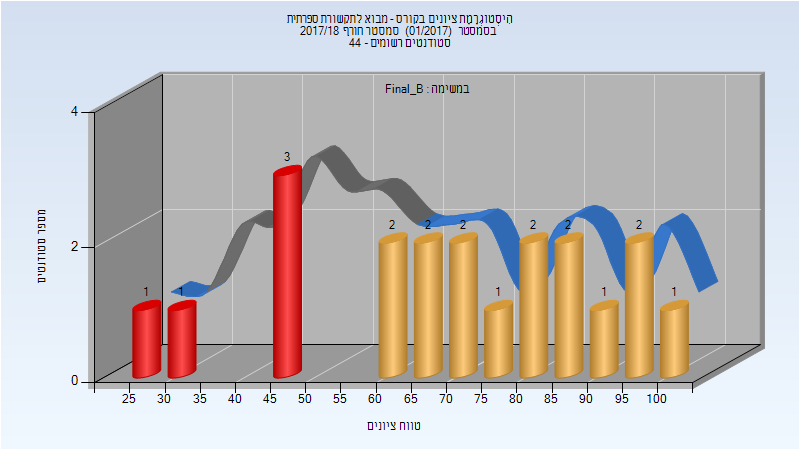 היסטוגרמת ציונים בקורס - מבוא לתקשורת ספרתית
בסמסטר (01/2017) סמסטר חורף 2017/18
סטודנטים רשומים - 44
במשימה : Final_B
מספר סטודנטים
4
2
0
1
1
3
2
2
2
1
2
2
1
2
1
25 30 35 40 45 50 55 60 65 70 75 80 85 90 95 100
טווח ציונים